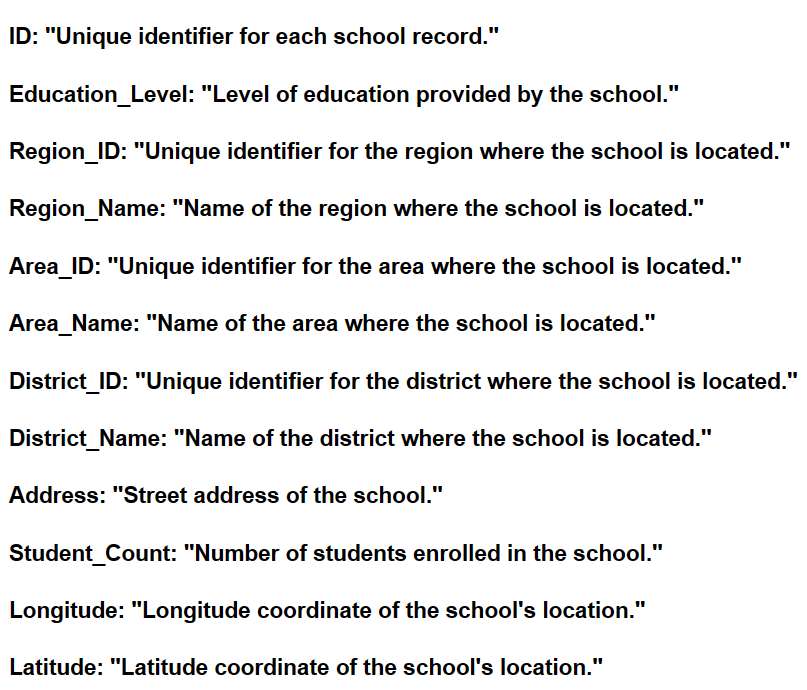 ID: "Unique identifier for each school record."
Education_Level: "Level of education provided by the school."
Region_ID: "Unique identifier for the region where the school is located."
Region_Name: "Name of the region where the school is located."
Area_ID: "Unique identifier for the area where the school is located."
Area_Name: "Name of the area where the school is located."
District_ID: "Unique identifier for the district where the school is located."
District_Name: "Name of the district where the school is located."
Address: "Street address of the school."
Student_Count: "Number of students enrolled in the school."
Longitude: "Longitude coordinate of the school's location."
Latitude: "Latitude coordinate of the school's location."